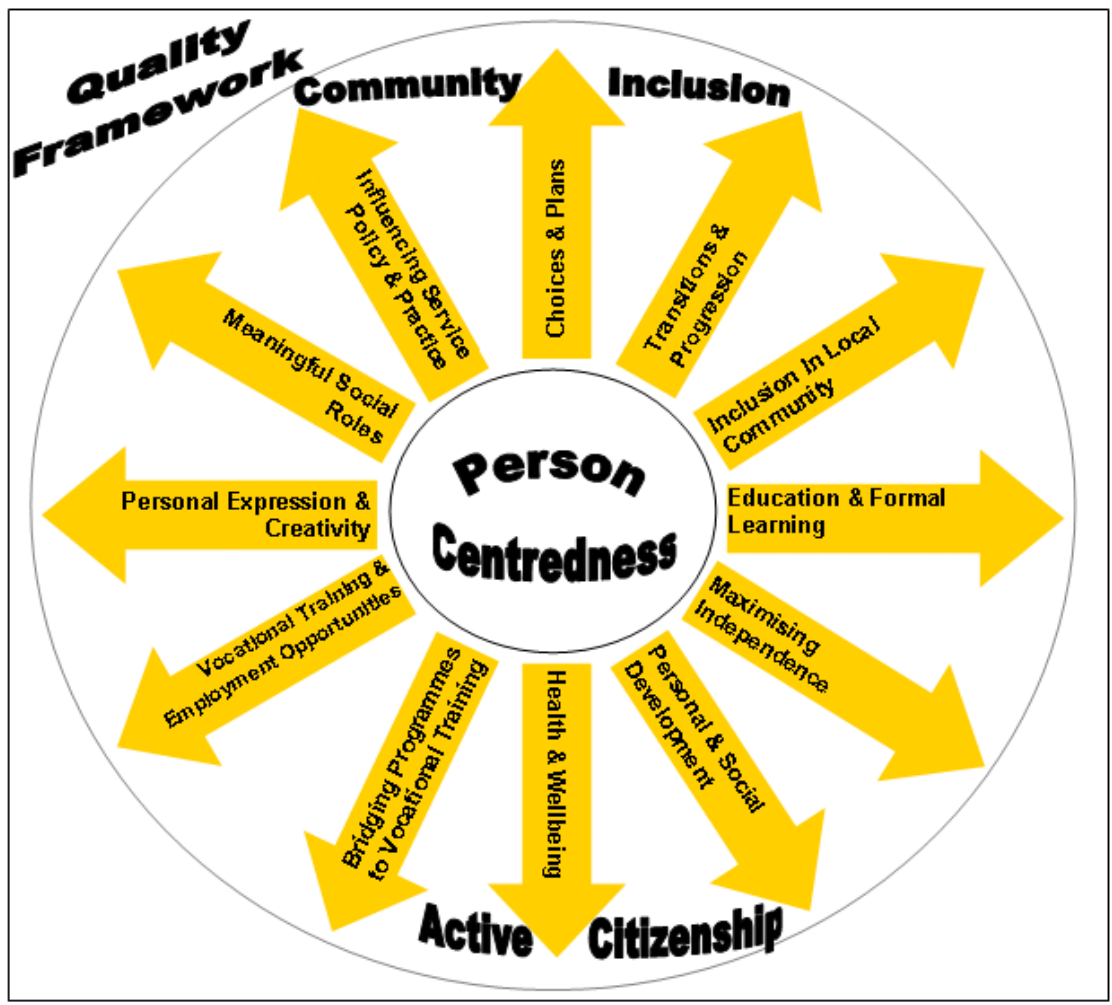 Quality
Framework
Community Inclusion
Choices & Plans
Transitions &
Progression
Inclusion In Local
Community
Education & Formal
Learning
Maximising
Independence
Personal & Social
Development
Health & Wellbeing
Bridging Programmes
to Vocational Training
Vocational Training &
Employment Opportunities
Personal Expression &
Creativity
Meaningful Social
Roles
Influencing Service
Policy & Practice
Person
Centredness
Active Citizenship